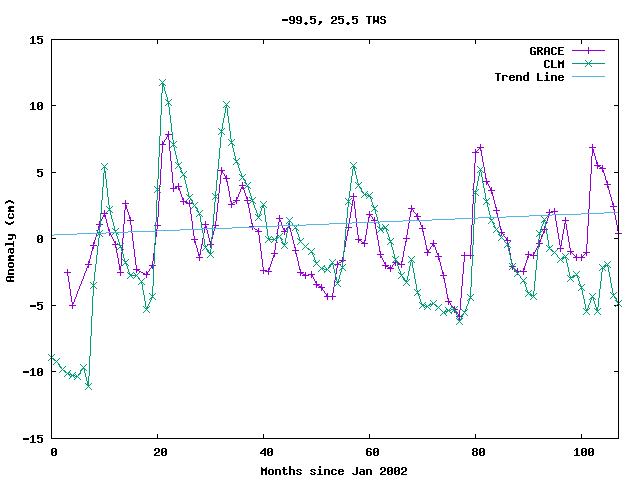 -99.5, 25.5 TWS
GRACE
CLM
Trend Line
Anomaly (cm)
15
10
5
0
-5
-10
-15
0 20 40 60 80 100
Months since Jan 2002